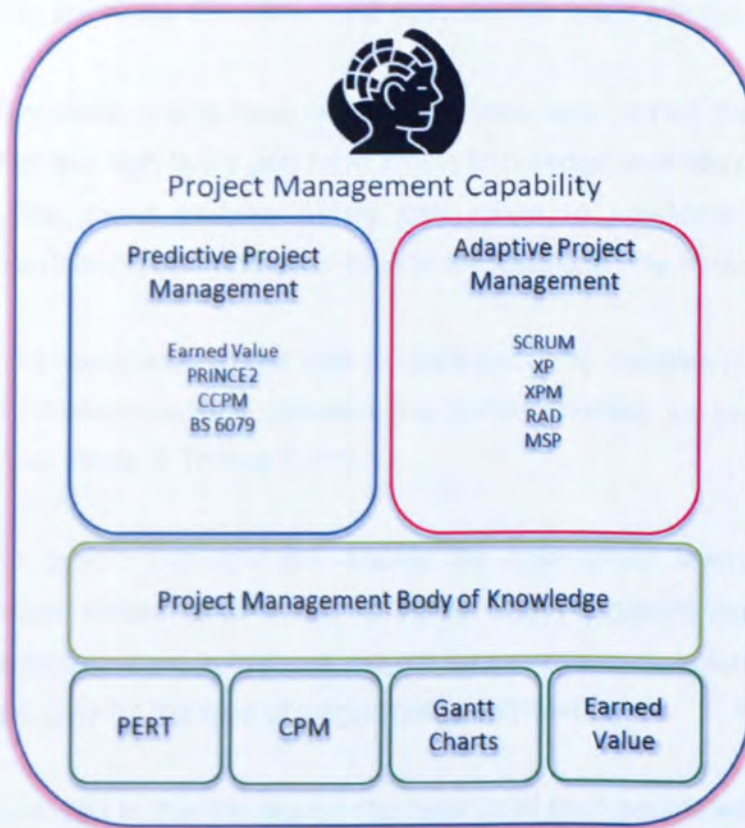 Project Management Capability
Predictive Project
Management
Earned Value
PRINCE2
CCPM
BS 6079
Adaptive Project
Management
SCRUM
XP
XPM
RAD
MSP
Project Management Body of Knowledge
PERT
CPM
Gantt
Charts
Earned
Value